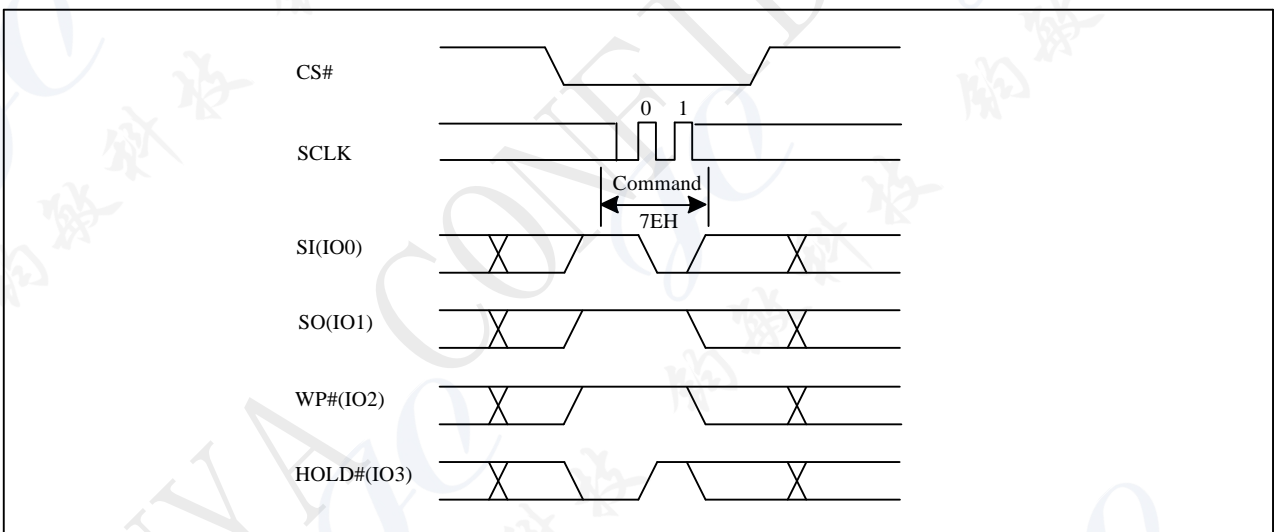 CS#
0 1
SCLK
Command
7EH
SI(IO0)
SO(IO1)
WP#(IO2)
HOLD#(IO3)